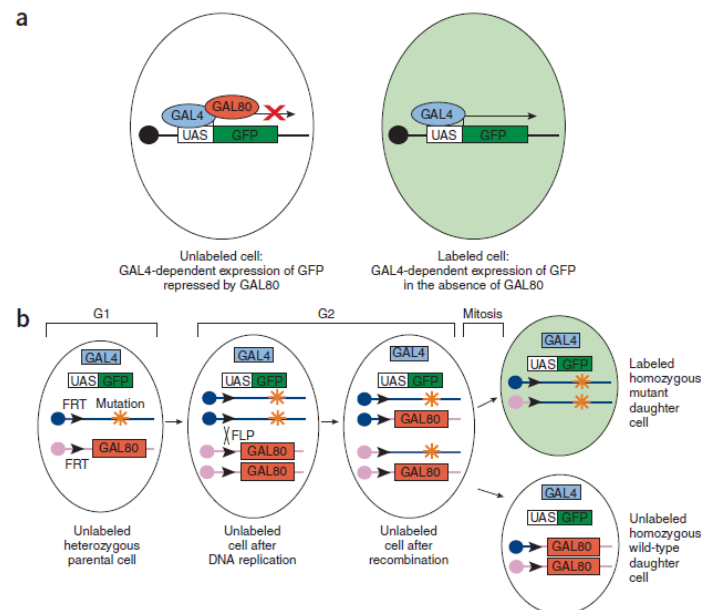 a
GAL4
GAL80
UAS
GFP
GAL4
UAS
GFP
Unlabeled cell:
GAL4-dependent expression of GFP
repressed by GAL80
Labeled cell:
GAL4-dependent expression of GFP
in the absence of GAL80
b
G1
G2
Mitosis
GAL4
UAS GFP
FRT Mutation
GAL80
FRT
Unlabeled
heterozygous
parental cell
GAL4
UAS GFP
FLP
GAL80
GAL80
Unlabeled
cell after
DNA replication
GAL4
UAS GFP
GAL80
GAL80
Unlabeled
cell after
recombination
GAL4
UAS GFP
Labeled
homozygous
mutant
daughter
cell
GAL4
UAS GFP
GAL80
GAL80
Unlabeled
homozygous
wild-type
daughter
cell